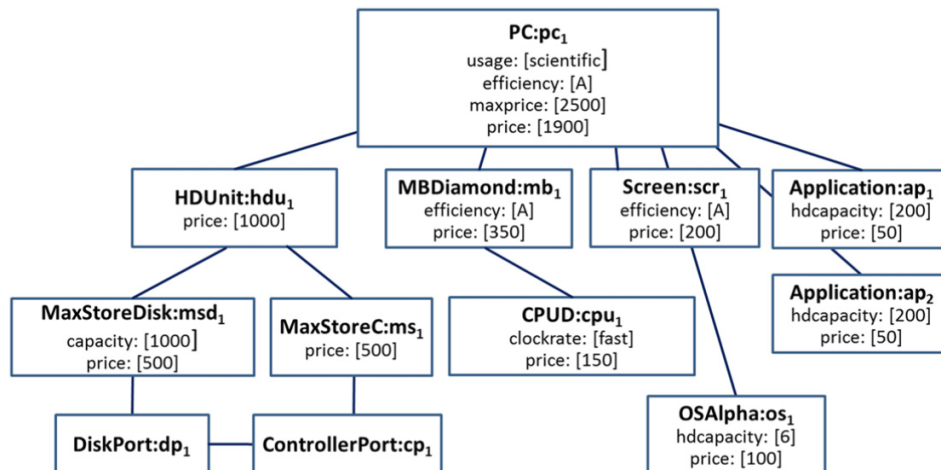 PC:pc₁
usage: [scientific]
efficiency: [A]
maxprice: [2500]
price: [1900]
HDUnit:hdu₁
price: [1000]
MBDiamond:mb₁
efficiency: [A]
price: [350]
Screen:scr₁
efficiency: [A]
price: [200]
Application:ap₁
hdcapacity: [200]
price: [50]
MaxStoreDisk:msd₁
capacity: [1000]
price: [500]
MaxStoreC:ms₁
price: [500]
CPUD:cpu₁
clockrate: [fast]
price: [150]
Application:ap₂
hdcapacity: [200]
price: [50]
DiskPort:dp₁
ControllerPort:cp₁
OSAlpha:os₁
hdcapacity: [6]
price: [100]